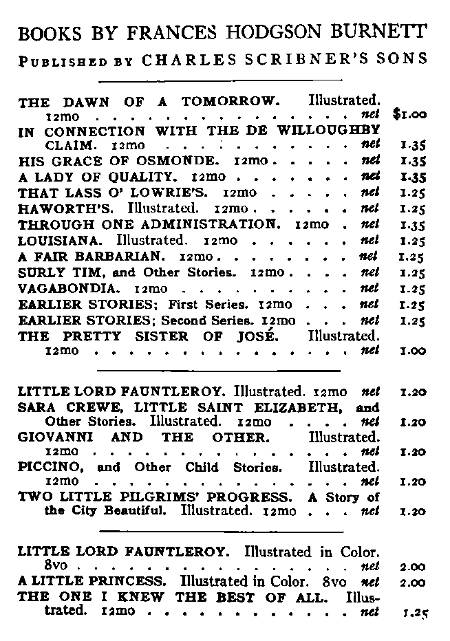 BOOKS BY FRANCES HODGSON BURNETT
PUBLISHED BY CHARLES SCRIBNER'S SONS
THE DAWN OF A TOMORROW. Illustrated.
12mo . . . . . . . . . . . . . . . net $1.00
IN CONNECTION WITH THE DE WILLOUGHBY
CLAIM. 12mo . . . . . . . . . . . net 1.35
HIS GRACE OF OSMONDE. 12mo. . . . . net 1.35
A LADY OF QUALITY. 12mo . . . . . . . net 1.35
THAT LASS O' LOWRIE'S. 12mo . . . . . net 1.25
HAWORTH'S. Illustrated. 12mo . . . . . . net 1.25
THROUGH ONE ADMINISTRATION. 12mo . net 1.35
LOUISIANA. Illustrated. 12mo . . . . . . net 1.25
A FAIR BARBARIAN. 12mo. . . . . . . . net 1.25
SURLY TIM, and Other Stories. 12mo. . . . net 1.25
VAGABONDIA. 12mo . . . . . . . . . . net 1.25
EARLIER STORIES; First Series. 12mo . . . net 1.25
EARLIER STORIES; Second Series. 12mo . . . net 1.25
THE PRETTY SISTER OF JOSÉ. Illustrated.
12mo . . . . . . . . . . . . . . . net 1.00
LITTLE LORD FAUNTLEROY. Illustrated. 12mo net 1.20
SARA CREWE, LITTLE SAINT ELIZABETH, and
Other Stories. Illustrated. 12mo . . . . net 1.20
GIOVANNI AND THE OTHER. Illustrated.
12mo . . . . . . . . . . . . . . . net 1.20
PICCINO, and Other Child Stories. Illustrated.
12mo . . . . . . . . . . . . . . . net 1.20
TWO LITTLE PILGRIMS' PROGRESS. A Story of
the City Beautiful. Illustrated. 12mo . . . net 1.20
LITTLE LORD FAUNTLEROY. Illustrated in Color.
8vo . . . . . . . . . . . . . . . . net 2.00
A LITTLE PRINCESS. Illustrated in Color. 8vo net 2.00
THE ONE I KNEW THE BEST OF ALL. Illus-
trated. 12mo . . . . . . . . . . . . net 1.25